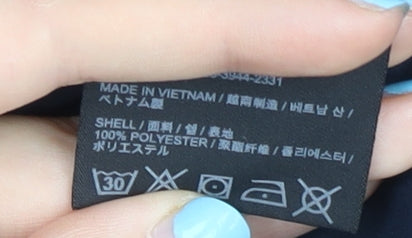 3944-2331
MADE IN VIETNAM / 越南制造 / 베트남 산 /
ベトナム製
SHELL / 面料 / 쉘 / 表地
100% POLYESTER / 聚酯纤维 / 폴리에스터 /
ポリエステル
30